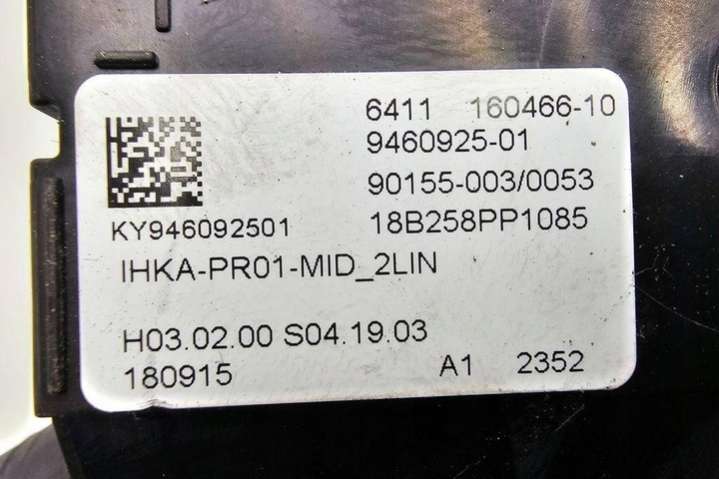 6411 160466-10
9460925-01
90155-003/0053
KY946092501 18B258PP1085
IHKA-PR01-MID_2LIN
H03.02.00 S04.19.03
180915 A1 2352